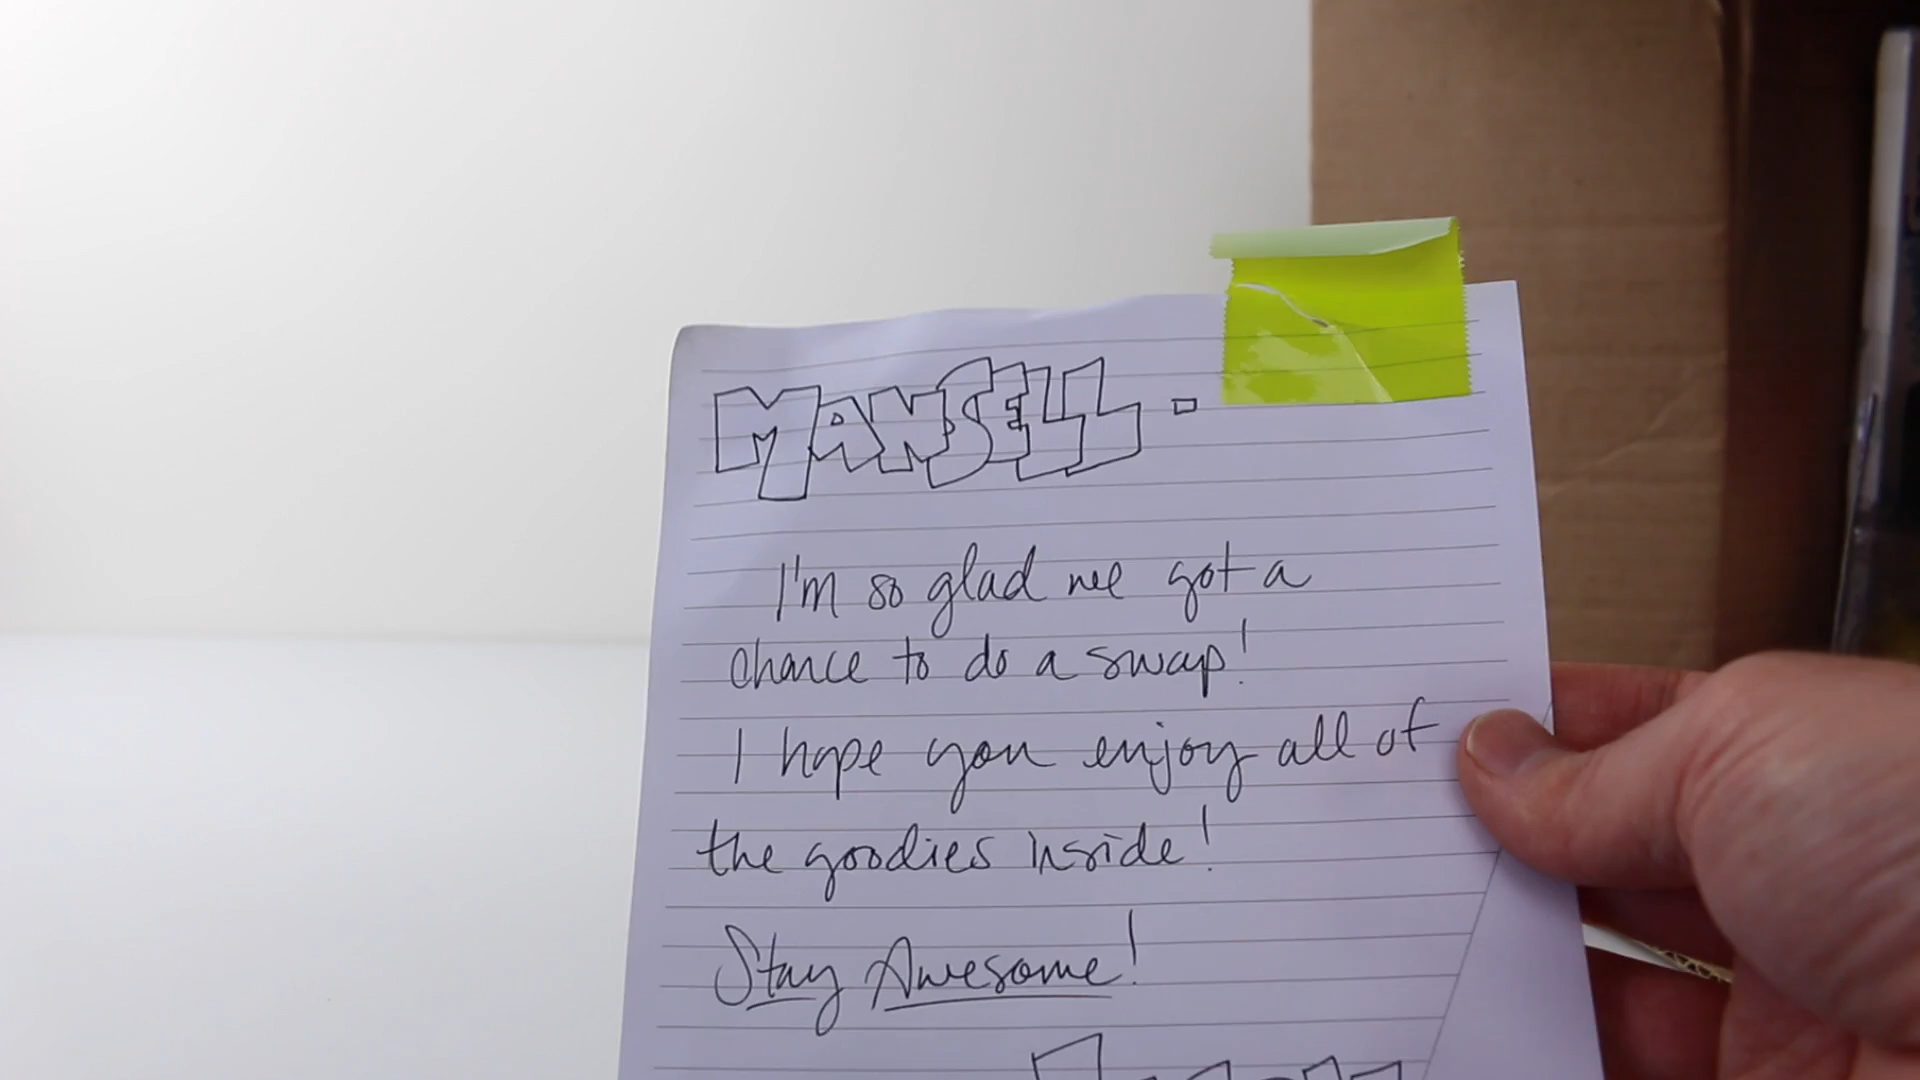 MANSELL -
I'm so glad we got a
chance to do a swap!
I hope you enjoy all of
the goodies inside!
Stay Awesome!